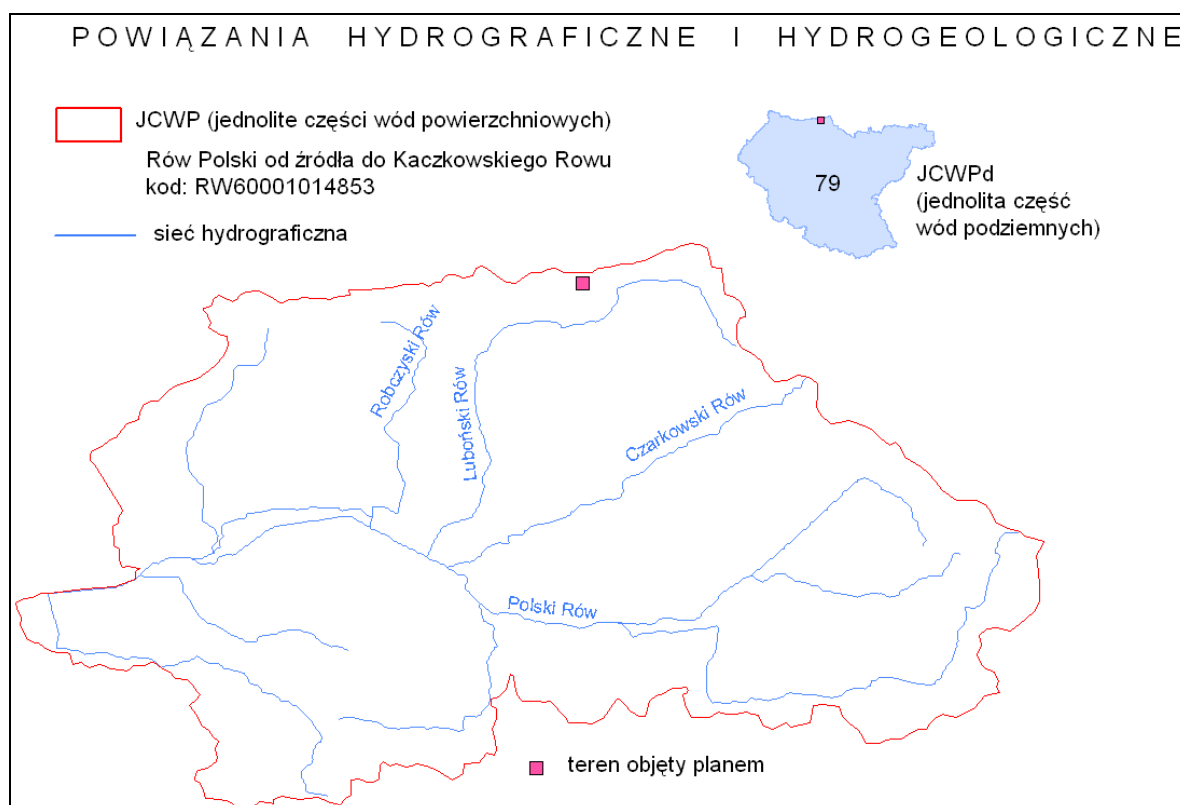 POWIĄZANIA HYDROGRAFICZNE I HYDROGEOLOGICZNE
JCWP (jednolite części wód powierzchniowych)
Rów Polski od źródła do Kaczkowskiego Rowu
kod: RW60001014853
sieć hydrograficzna
79
JCWPd
(jednolita część
wód podziemnych)
Robczyski Rów
Luboński Rów
Czarkowski Rów
Polski Rów
teren objęty planem